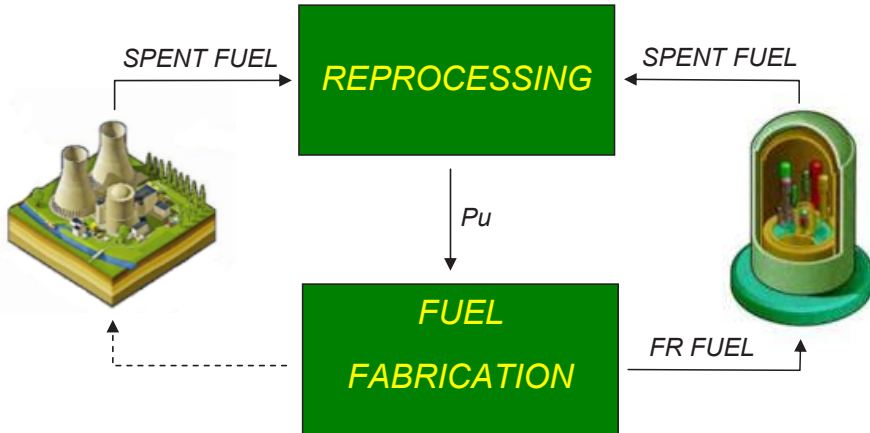 SPENT FUEL
REPROCESSING
SPENT FUEL
Pu
FUEL
FABRICATION
FR FUEL